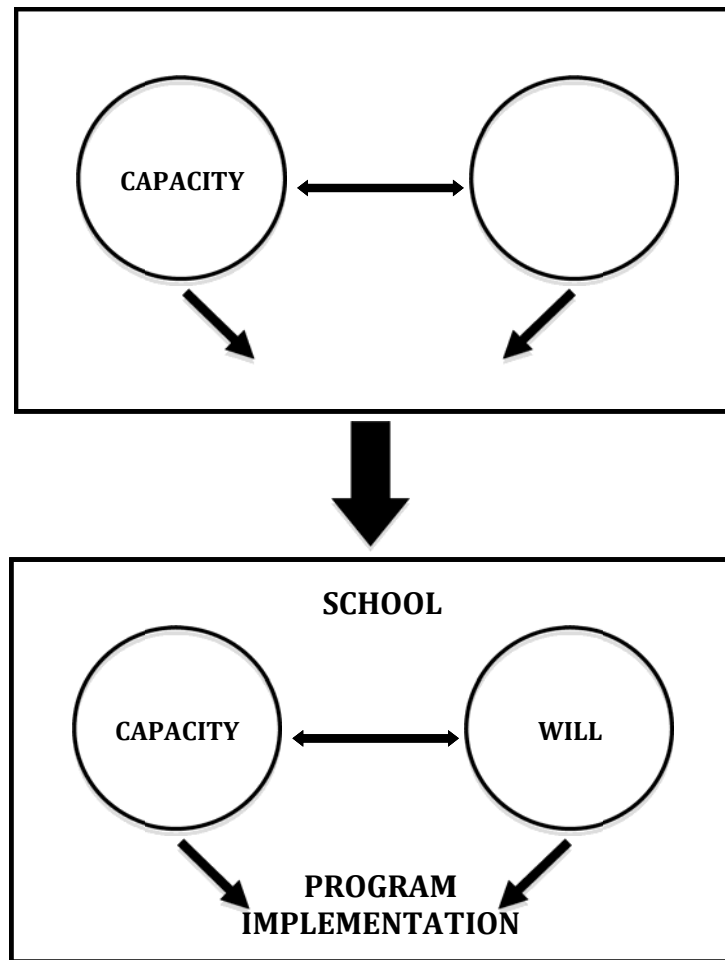 CAPACITY
SCHOOL
CAPACITY
WILL
PROGRAM
IMPLEMENTATION